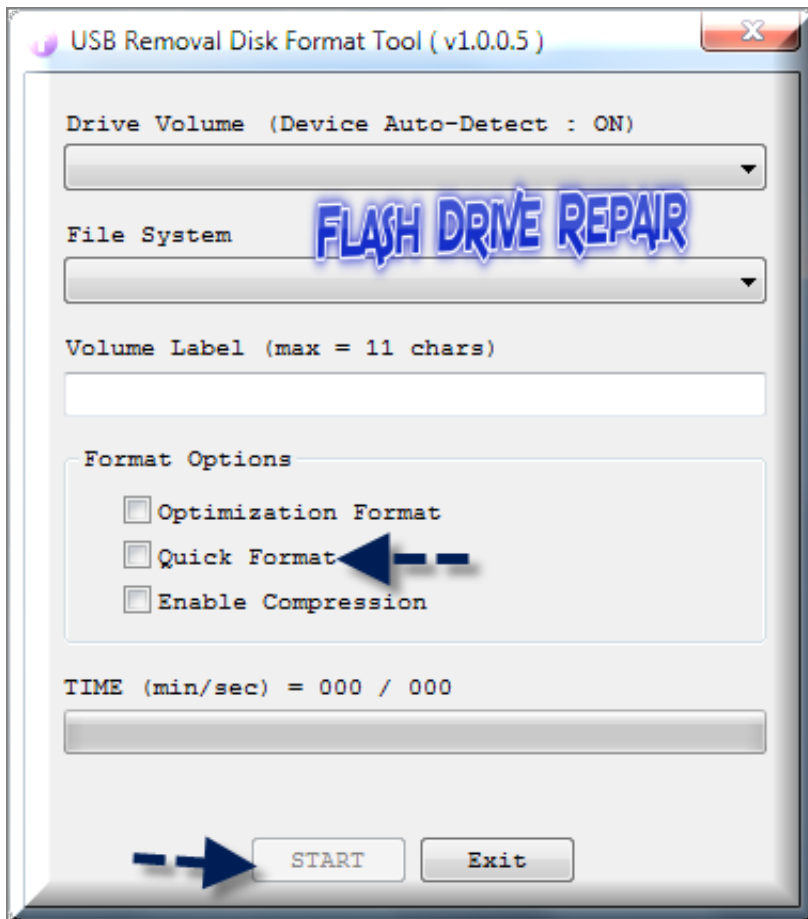 USB Removal Disk Format Tool ( v1.0.0.5 )
Drive Volume (Device Auto-Detect : ON)
FLASH DRIVE REPAIR
File System
Volume Label (max = 11 chars)
Format Options
Optimization Format
Quick Format
Enable Compression
TIME (min/sec) = 000 / 000
START Exit